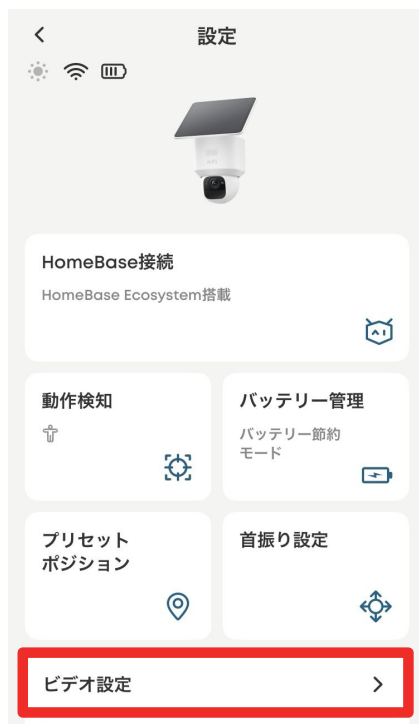 設定
HomeBase接続
HomeBase Ecosystem搭載
動作検知
バッテリー管理
バッテリー節約
モード
プリセット
ポジション
首振り設定
ビデオ設定